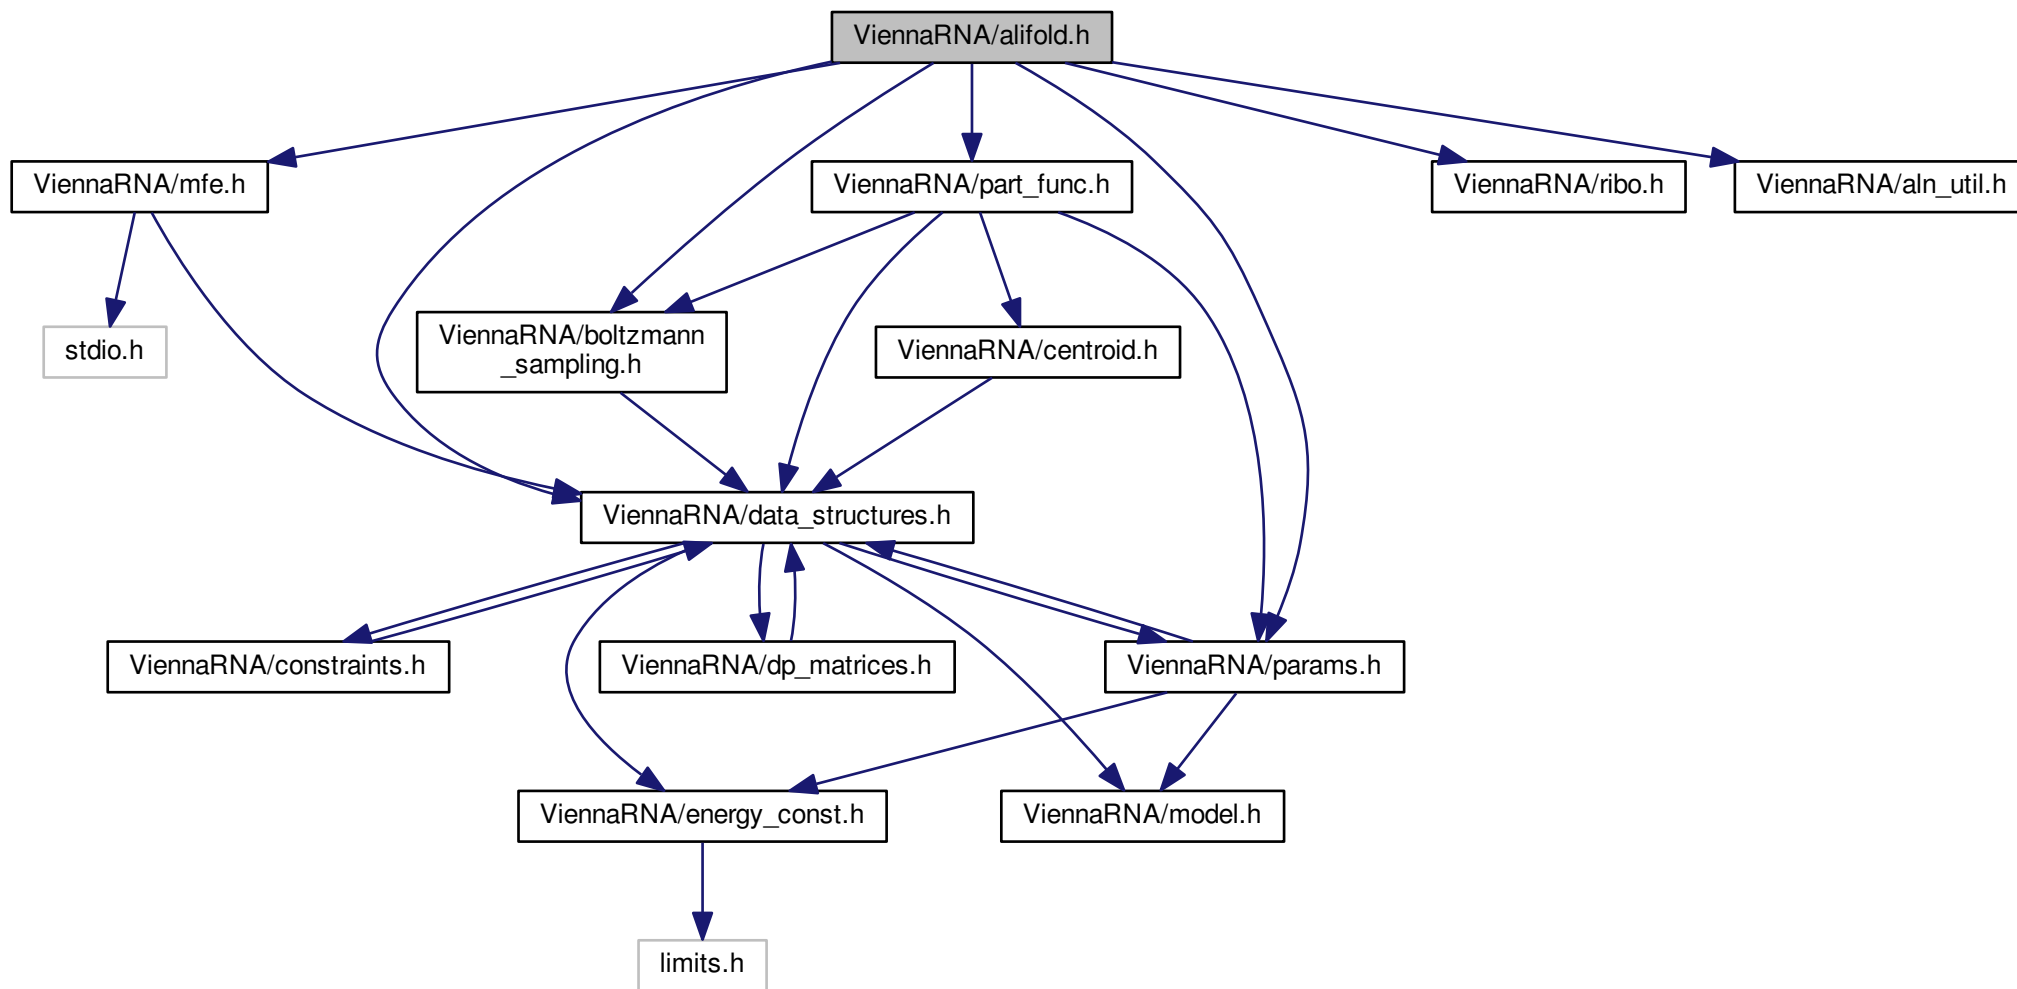 ViennaRNA/alifold.h
ViennaRNA/mfe.h
ViennaRNA/part_func.h
ViennaRNA/ribo.h
ViennaRNA/aln_util.h
stdio.h
ViennaRNA/boltzmann
_sampling.h
ViennaRNA/centroid.h
ViennaRNA/data_structures.h
ViennaRNA/constraints.h
ViennaRNA/dp_matrices.h
ViennaRNA/params.h
ViennaRNA/energy_const.h
ViennaRNA/model.h
limits.h